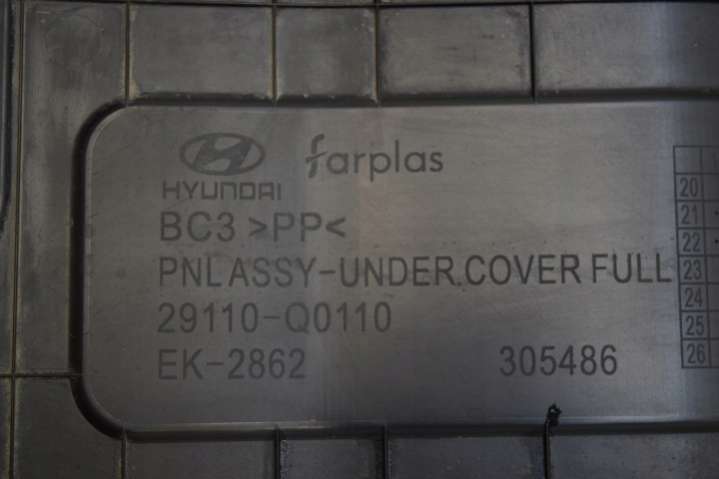 HYUNDAI farplas
BC3 >PP<
PNL ASSY-UNDER COVER FULL
29110-Q0110
EK-2862 305486
20
21
22
23
24
25
26